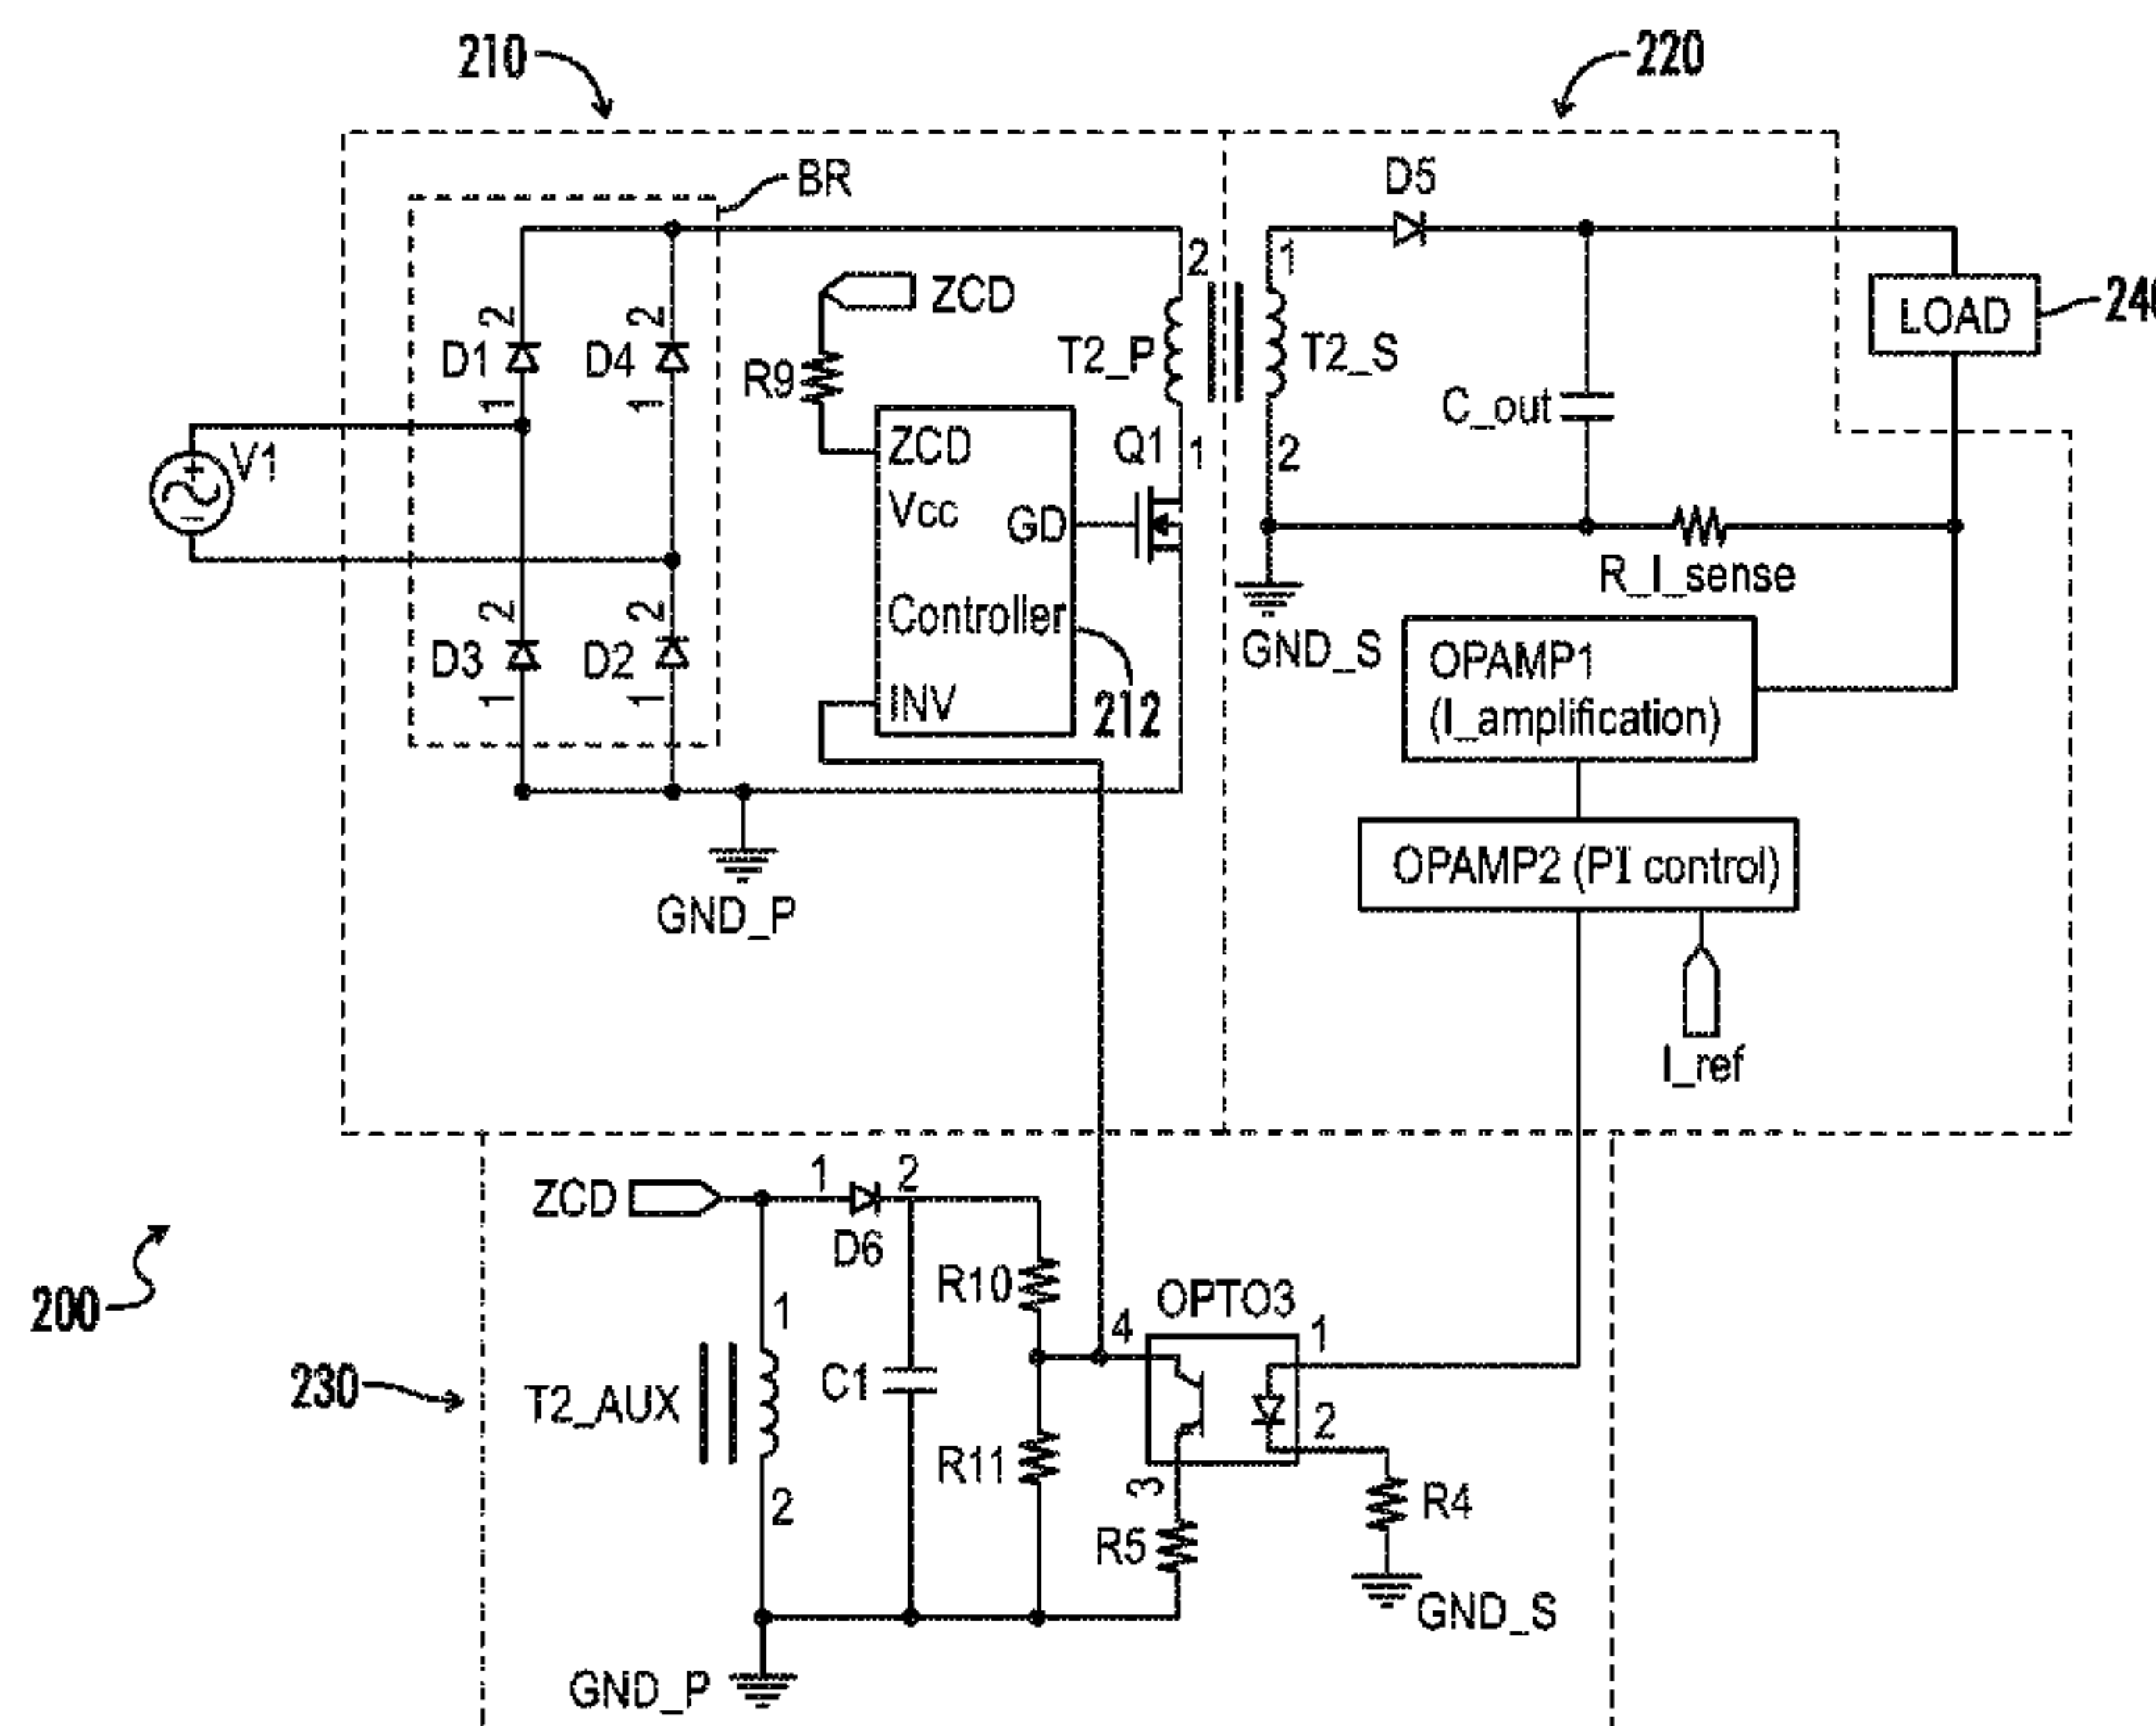 210
220
BR
D5
2
1
ZCD
LOAD
240
2
2
D1
D4
R9
T2_P
T2_S
1
1
C_out
V1
ZCD
Q1
1
2
Vcc
GD
R_I_sense
2
2
Controller
GND_S
D3
D2
OPAMP1
(I_amplification)
1
1
INV
212
OPAMP2 (PI control)
GND_P
I_ref
ZCD
1
2
D6
200
R10
OPTO3
1
4
1
230
T2_AUX
C1
2
R11
3
2
R5
R4
GND_S
GND_P